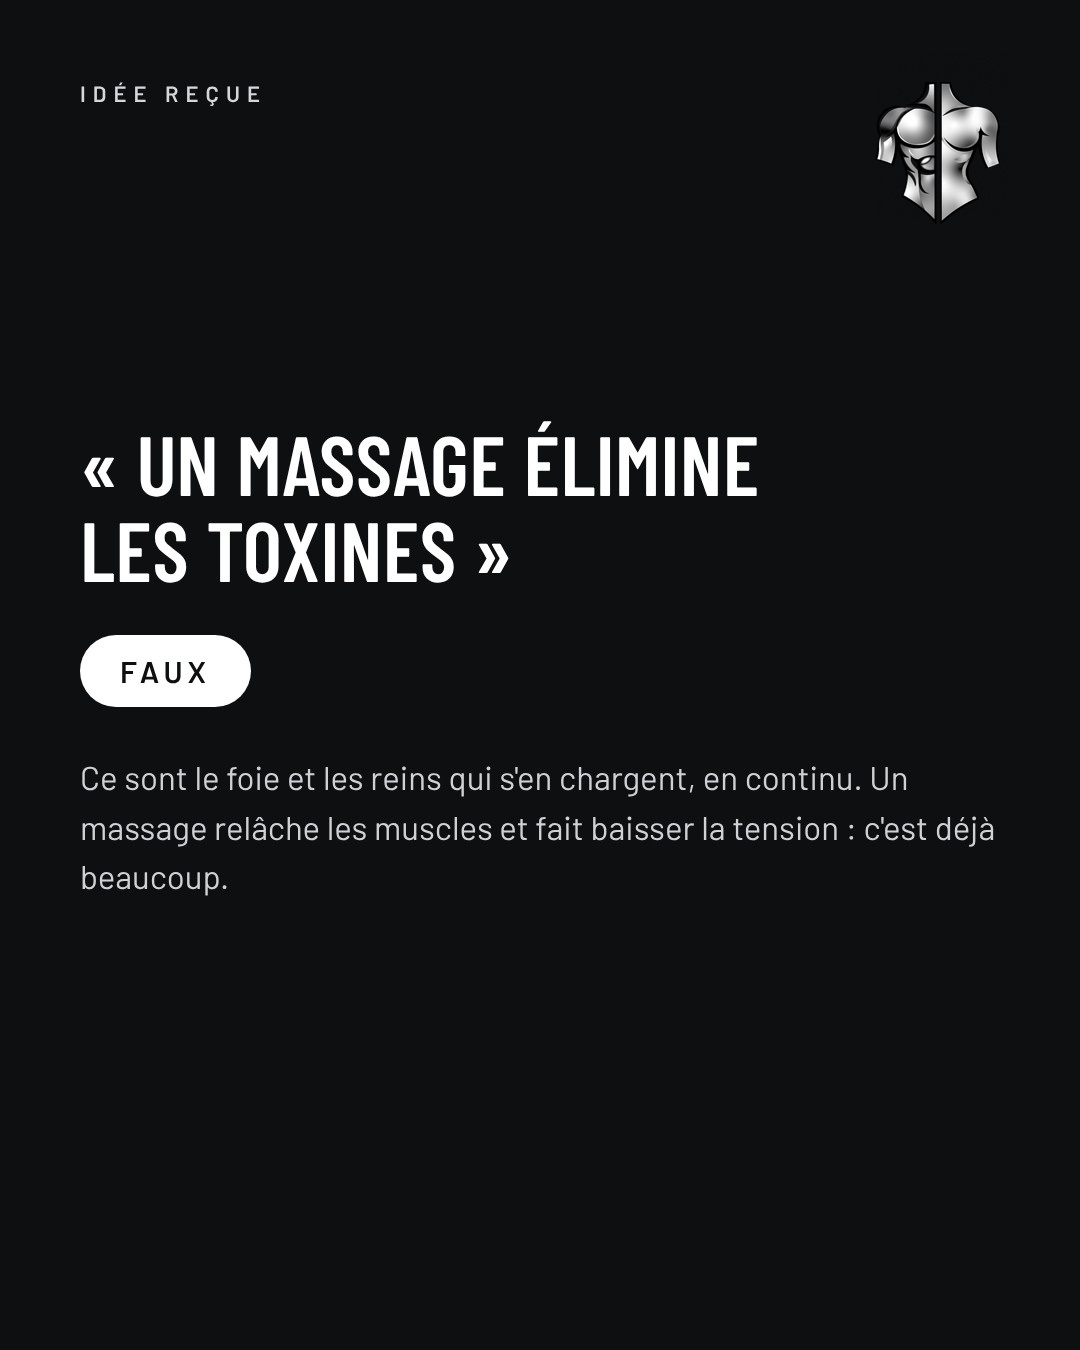 IDÉE REÇUE
« UN MASSAGE ÉLIMINE
LES TOXINES »
FAUX
Ce sont le foie et les reins qui s'en chargent, en continu. Un
massage relâche les muscles et fait baisser la tension : c'est déjà
beaucoup.